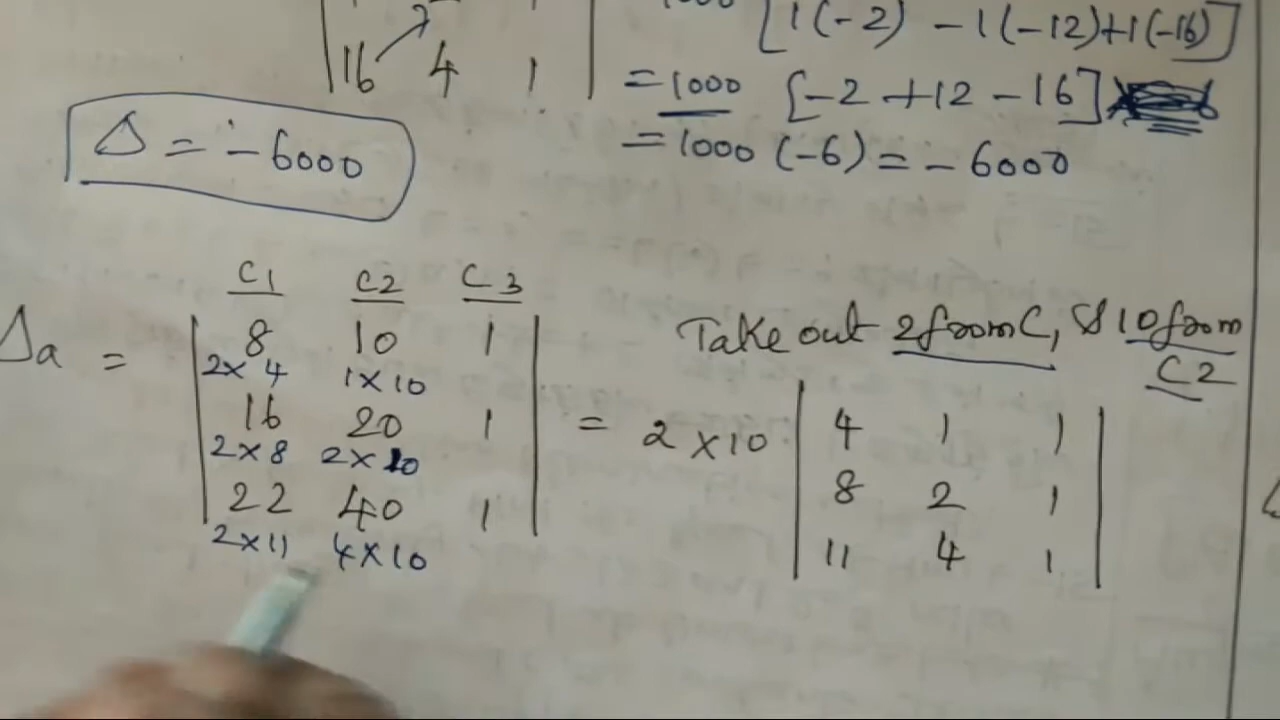 [1(-2) -1(-12)+1(-16)]
16 4 1
=1000 [-2 +12 -16]
= 1000 (-6) = - 6000
Δ = - 6000
C1 C2 C3
Δa = | 8 10 1 |
2×4 1×10
16 20 1
2×8 2×10
22 40 1
2×11 4×10
Take out 2 from C1 & 10 from
C2
= 2×10 | 4 1 1 |
8 2 1
11 4 1